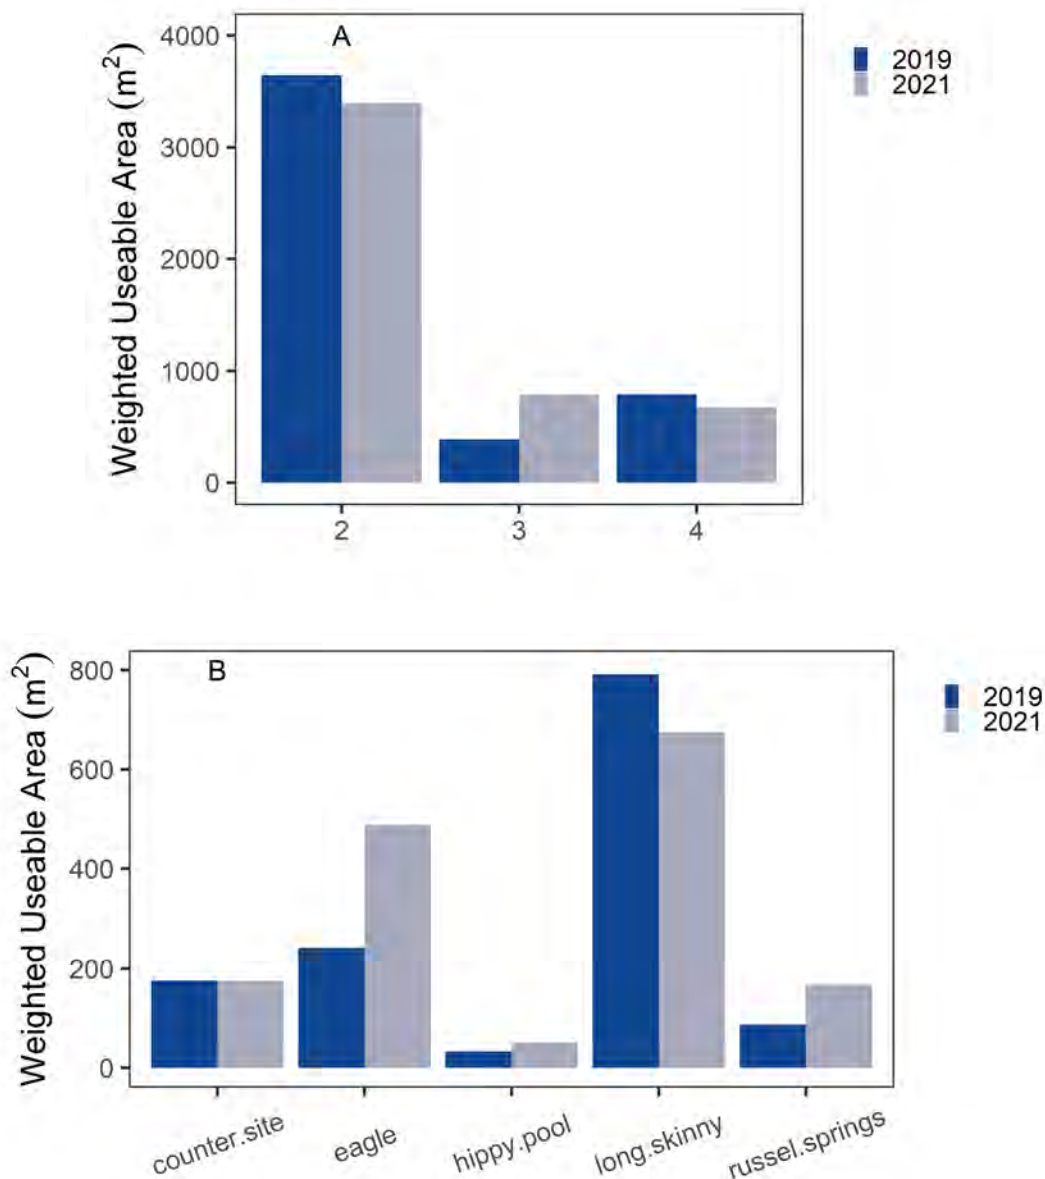 A
4000
3000
2000
1000
0
Weighted Useable Area (m²)
2 3 4
2019
2021
B
800
600
400
200
0
Weighted Useable Area (m²)
counter.site eagle hippy.pool long.skinny russel.springs
2019
2021